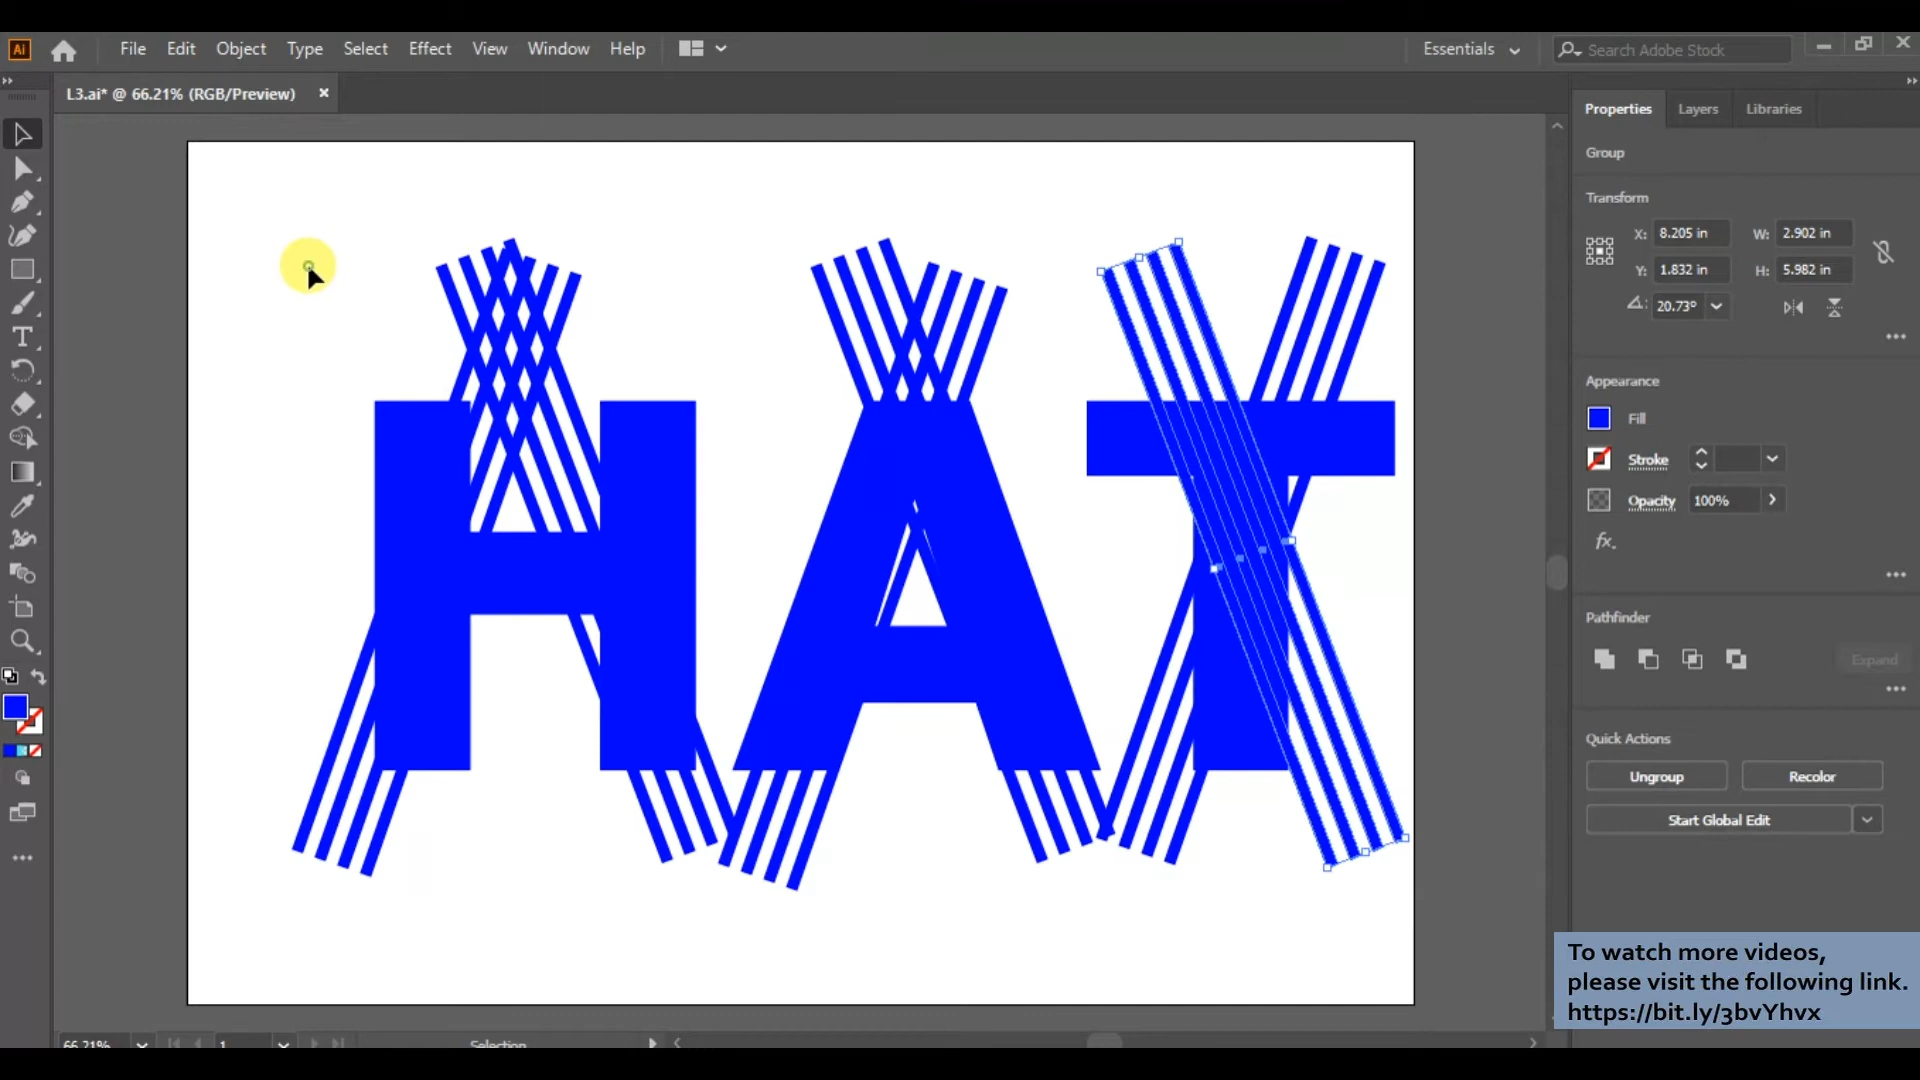 Ai
File Edit Object Type Select Effect View Window Help
Essentials
Search Adobe Stock
L3.ai* @ 66.21% (RGB/Preview) ×
Properties Layers Libraries
Group
Transform
X: 8.205 in W: 2.902 in
Y: 1.832 in H: 5.982 in
20.73°
Appearance
Fill
Stroke
Opacity 100%
fx.
Pathfinder
Expand
Quick Actions
Ungroup Recolor
Start Global Edit
HAT
To watch more videos,
please visit the following link.
https://bit.ly/3bvYhvx
66.21% 1 Selection